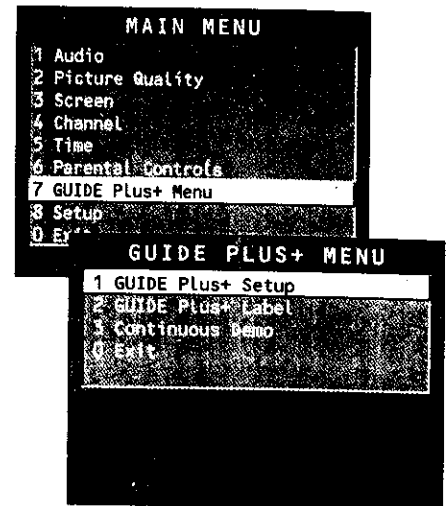 MAIN MENU
1 Audio
2 Picture Quality
3 Screen
4 Channel
5 Time
6 Parental Controls
7 GUIDE Plus+ Menu
8 Setup
0 Exit
GUIDE PLUS+ MENU
1 GUIDE Plus+ Setup
2 GUIDE Plus+ Label
3 Continuous Demo
0 Exit